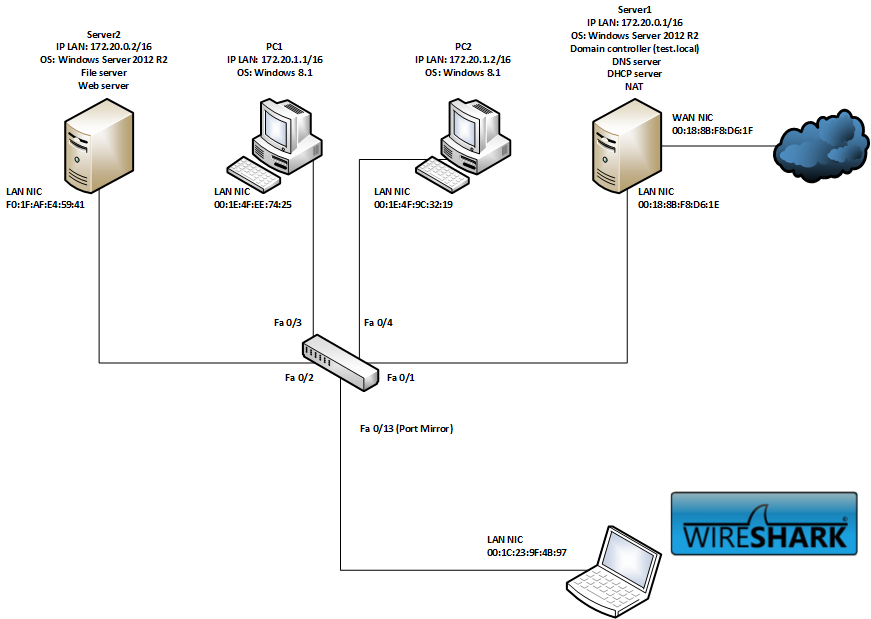 Server1
IP LAN: 172.20.0.1/16
OS: Windows Server 2012 R2
Domain controller (test.local)
DNS server
DHCP server
NAT
Server2
IP LAN: 172.20.0.2/16
OS: Windows Server 2012 R2
File server
Web server
PC1
IP LAN: 172.20.1.1/16
OS: Windows 8.1
PC2
IP LAN: 172.20.1.2/16
OS: Windows 8.1
WAN NIC
00:18:8B:F8:D6:1F
LAN NIC
F0:1F:AF:E4:59:41
LAN NIC
00:1E:4F:EE:74:25
LAN NIC
00:1E:4F:9C:32:19
LAN NIC
00:18:8B:F8:D6:1E
Fa 0/3
Fa 0/4
Fa 0/2
Fa 0/1
Fa 0/13 (Port Mirror)
LAN NIC
00:1C:23:9F:4B:97
WIRESHARK